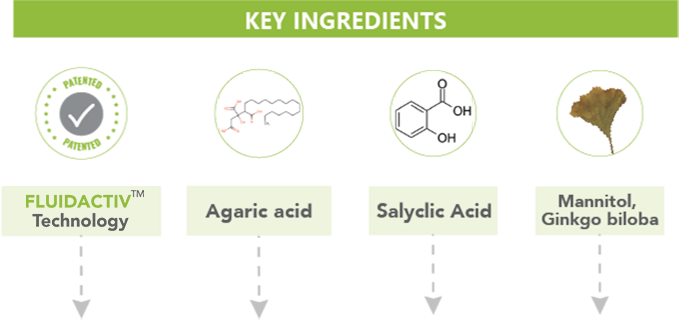 KEY INGREDIENTS
PATENTED
PATENTED
O
OH
OH
FLUIDACTIV™
Technology
Agaric acid
Salyclic Acid
Mannitol,
Ginkgo biloba